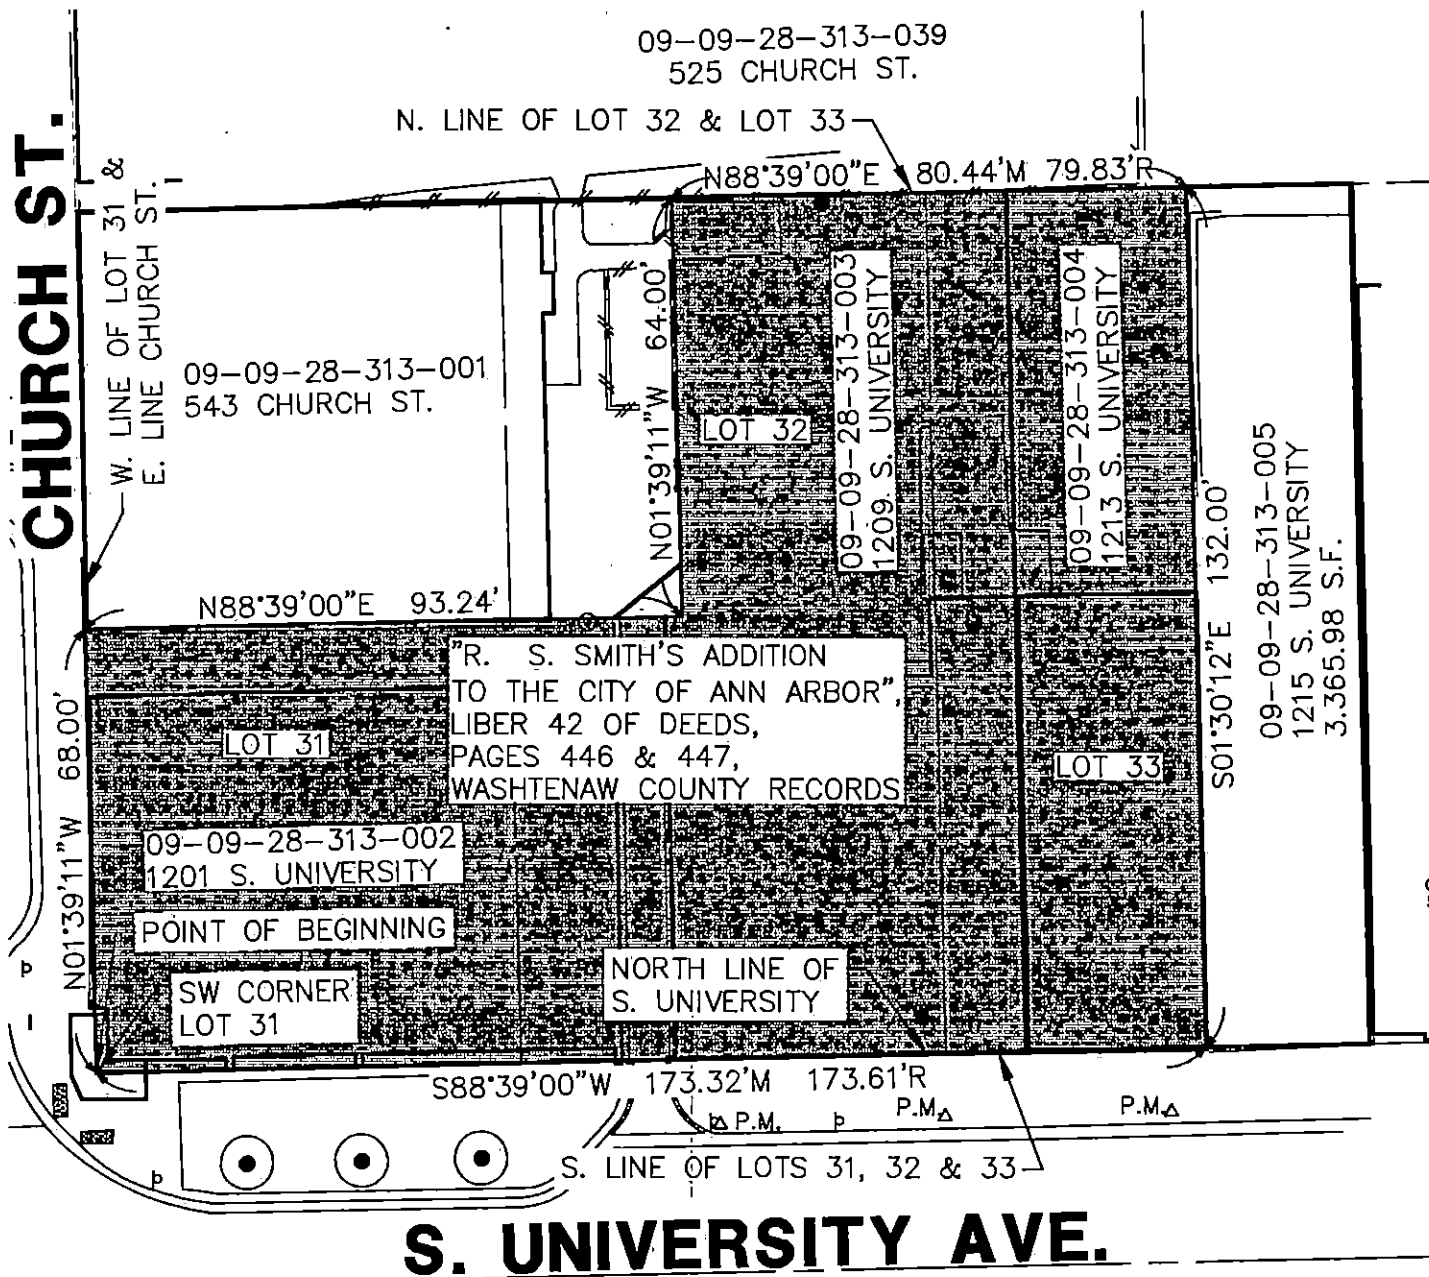 09-09-28-313-039
525 CHURCH ST.
N. LINE OF LOT 32 & LOT 33
N88°39'00"E 80.44'M 79.83'R
CHURCH ST.
W. LINE OF LOT 31 &
E. LINE CHURCH ST.
09-09-28-313-001
543 CHURCH ST.
N01°39'11"W 64.00'
LOT 32
09-09-28-313-003
1209 S. UNIVERSITY
09-09-28-313-004
1213 S. UNIVERSITY
S01°30'12"E 132.00'
09-09-28-313-005
1215 S. UNIVERSITY
3,365.98 S.F.
N88°39'00"E 93.24'
"R. S. SMITH'S ADDITION
TO THE CITY OF ANN ARBOR",
LIBER 42 OF DEEDS,
PAGES 446 & 447,
WASHTENAW COUNTY RECORDS
N01°39'11"W 68.00'
LOT 31
LOT 33
09-09-28-313-002
1201 S. UNIVERSITY
POINT OF BEGINNING
SW CORNER
LOT 31
NORTH LINE OF
S. UNIVERSITY
S88°39'00"W 173.32'M 173.61'R
P.M.
P.M.
P.M.
S. LINE OF LOTS 31, 32 & 33
S. UNIVERSITY AVE.